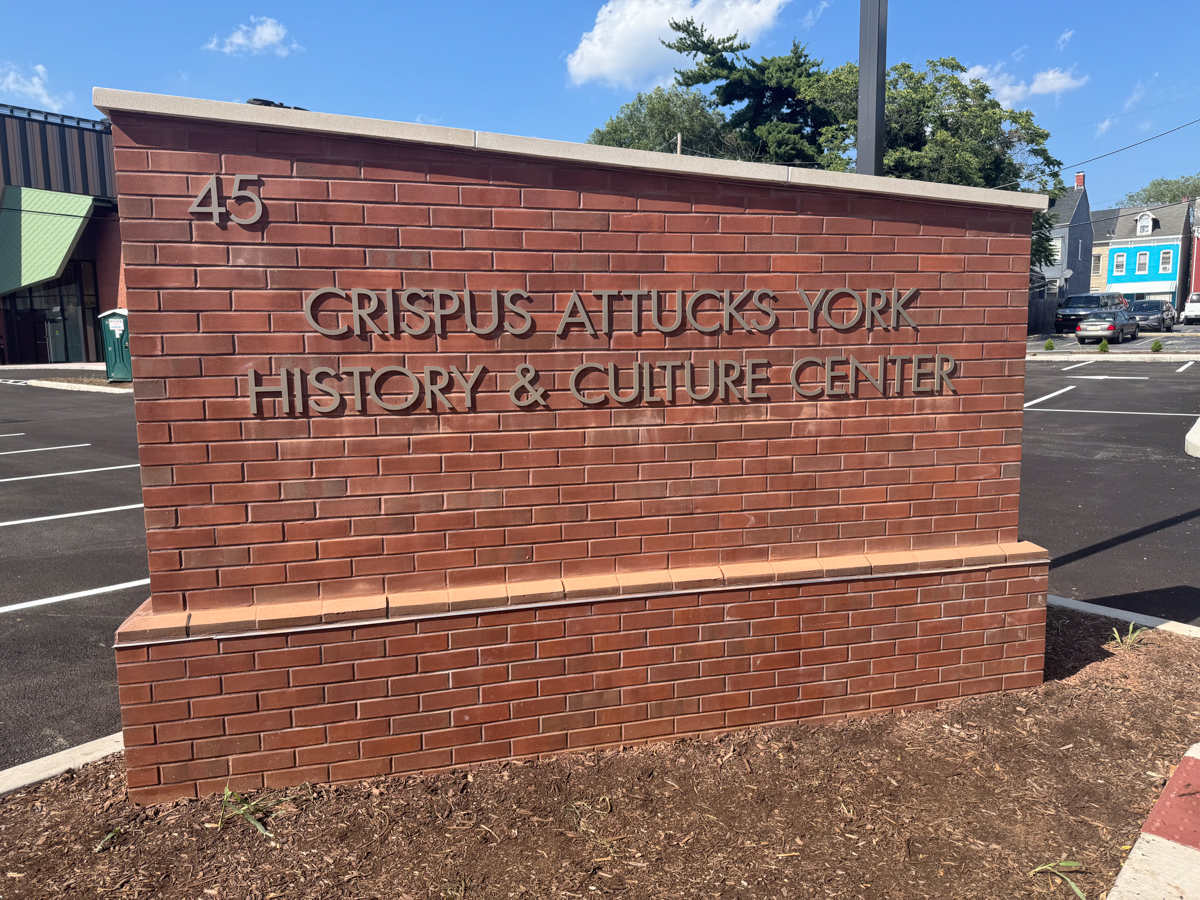 45
CRISPUS ATTUCKS YORK
HISTORY & CULTURE CENTER